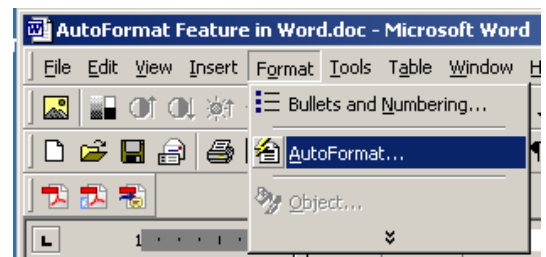 AutoFormat Feature in Word.doc - Microsoft Word
File Edit View Insert Format Tools Table Window H
Bullets and Numbering...
AutoFormat...
Object...
1